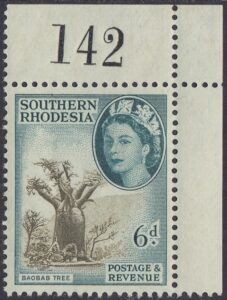 142
SOUTHERN
RHODESIA
6d
BAOBAB TREE
POSTAGE &
REVENUE